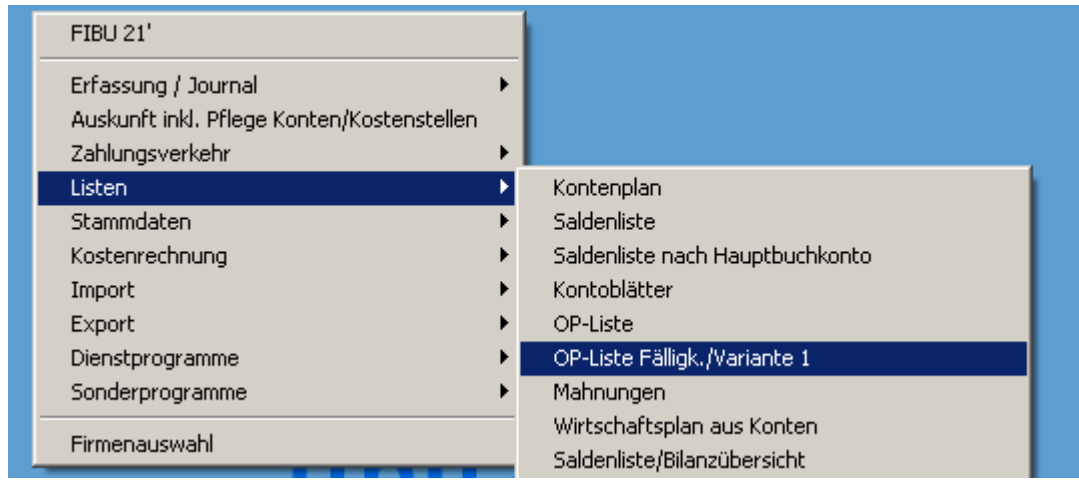 FIBU 21'
Erfassung / Journal
Auskunft inkl. Pflege Konten/Kostenstellen
Zahlungsverkehr
Listen
Stammdaten
Kostenrechnung
Import
Export
Dienstprogramme
Sonderprogramme
Firmenauswahl
Kontenplan
Saldenliste
Saldenliste nach Hauptbuchkonto
Kontoblätter
OP-Liste
OP-Liste Fälligk./Variante 1
Mahnungen
Wirtschaftsplan aus Konten
Saldenliste/Bilanzübersicht